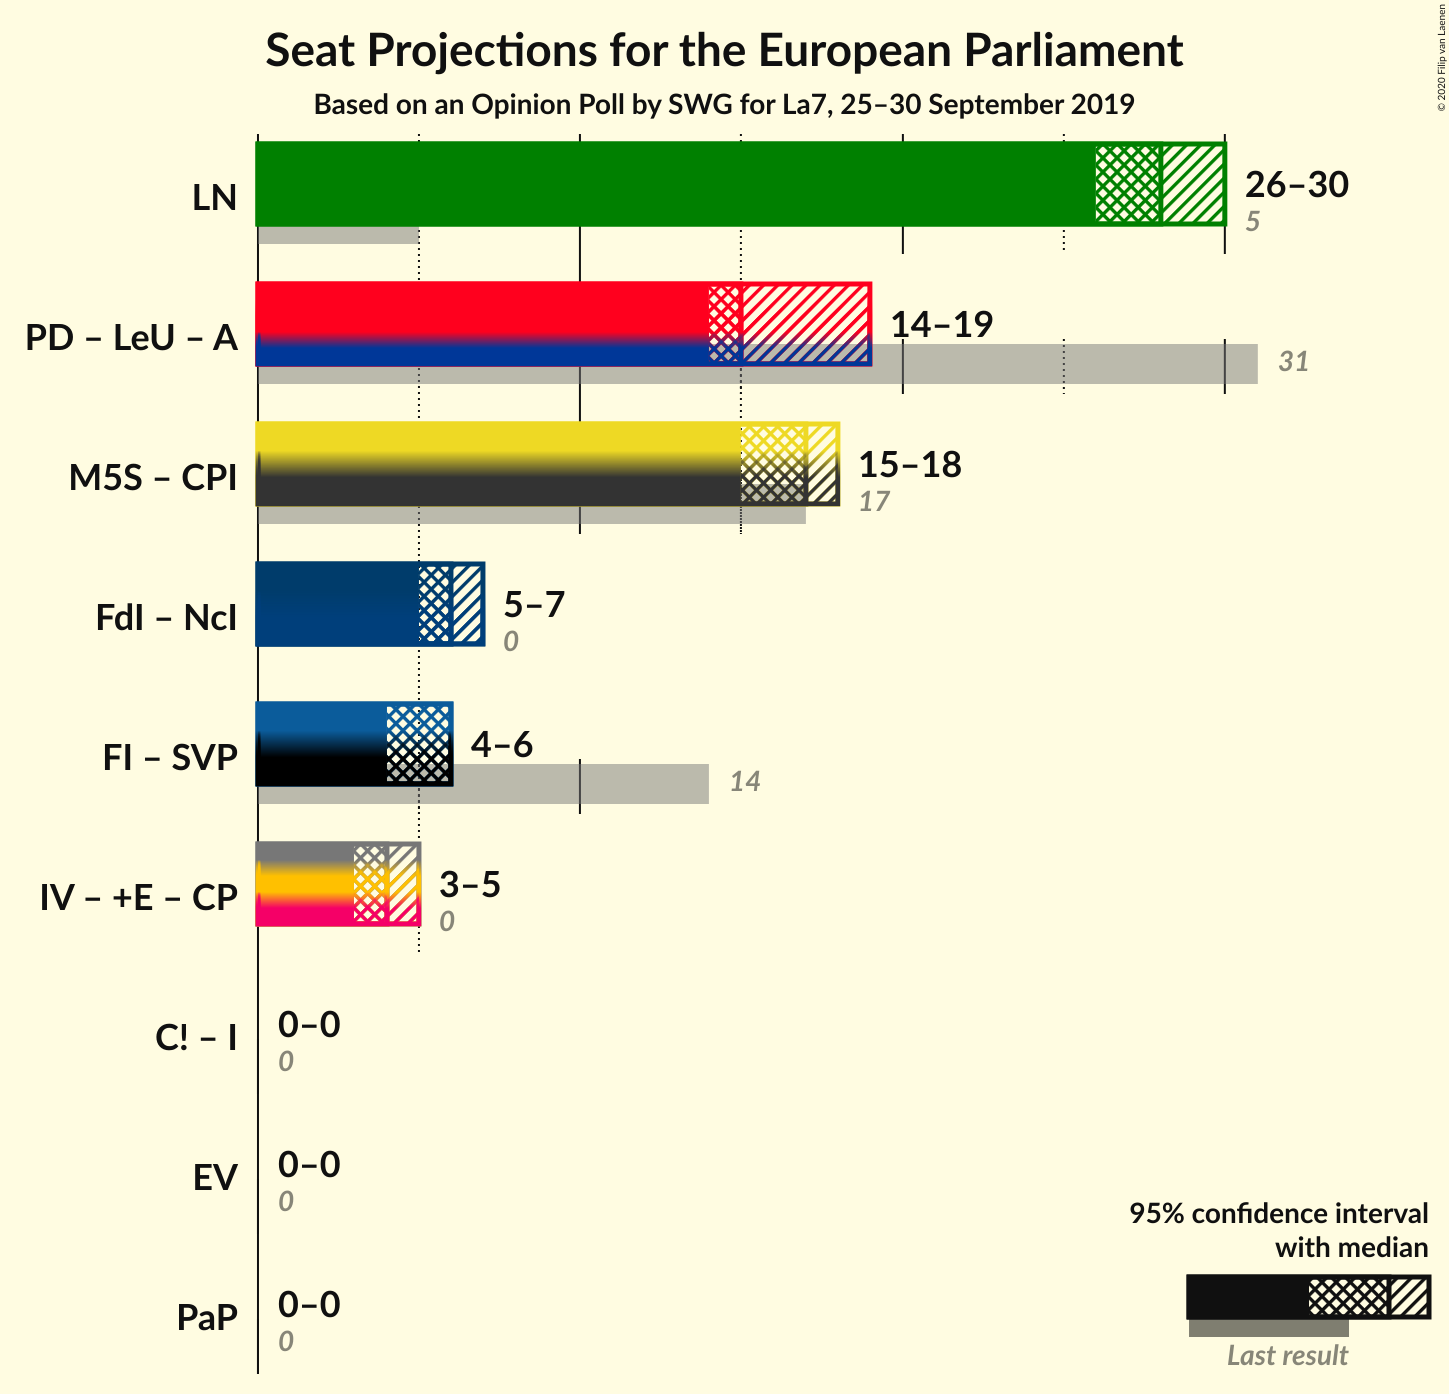 Seat Projections for the European Parliament
Based on an Opinion Poll by SWG for La7, 25–30 September 2019
© 2020 Filip van Laenen
LN
26–30
5
PD – LeU – A
14–19
31
M5S – CPI
15–18
17
FdI – NcI
5–7
0
FI – SVP
4–6
14
IV – +E – CP
3–5
0
C! – I
0–0
0
EV
0–0
0
PaP
0–0
0
95% confidence interval
with median
Last result